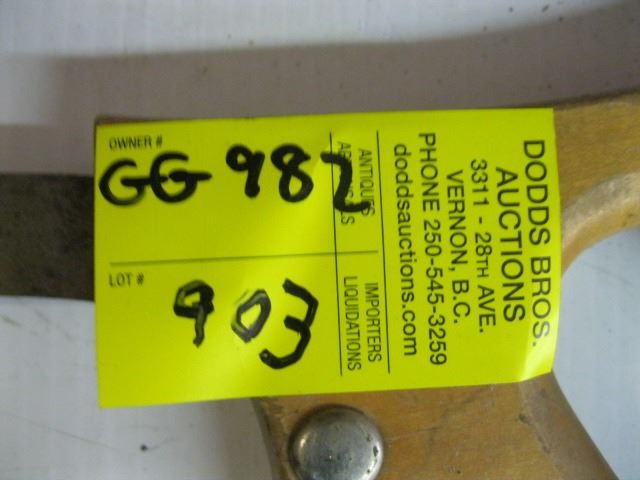 DODDS BROS.
AUCTIONS
3311 - 28TH AVE.
VERNON, B.C.
PHONE 250-545-3259
doddsauctions.com
ANTIQUES IMPORTERS
LIQUIDATIONS
OWNER #
GG 982
LOT #
903